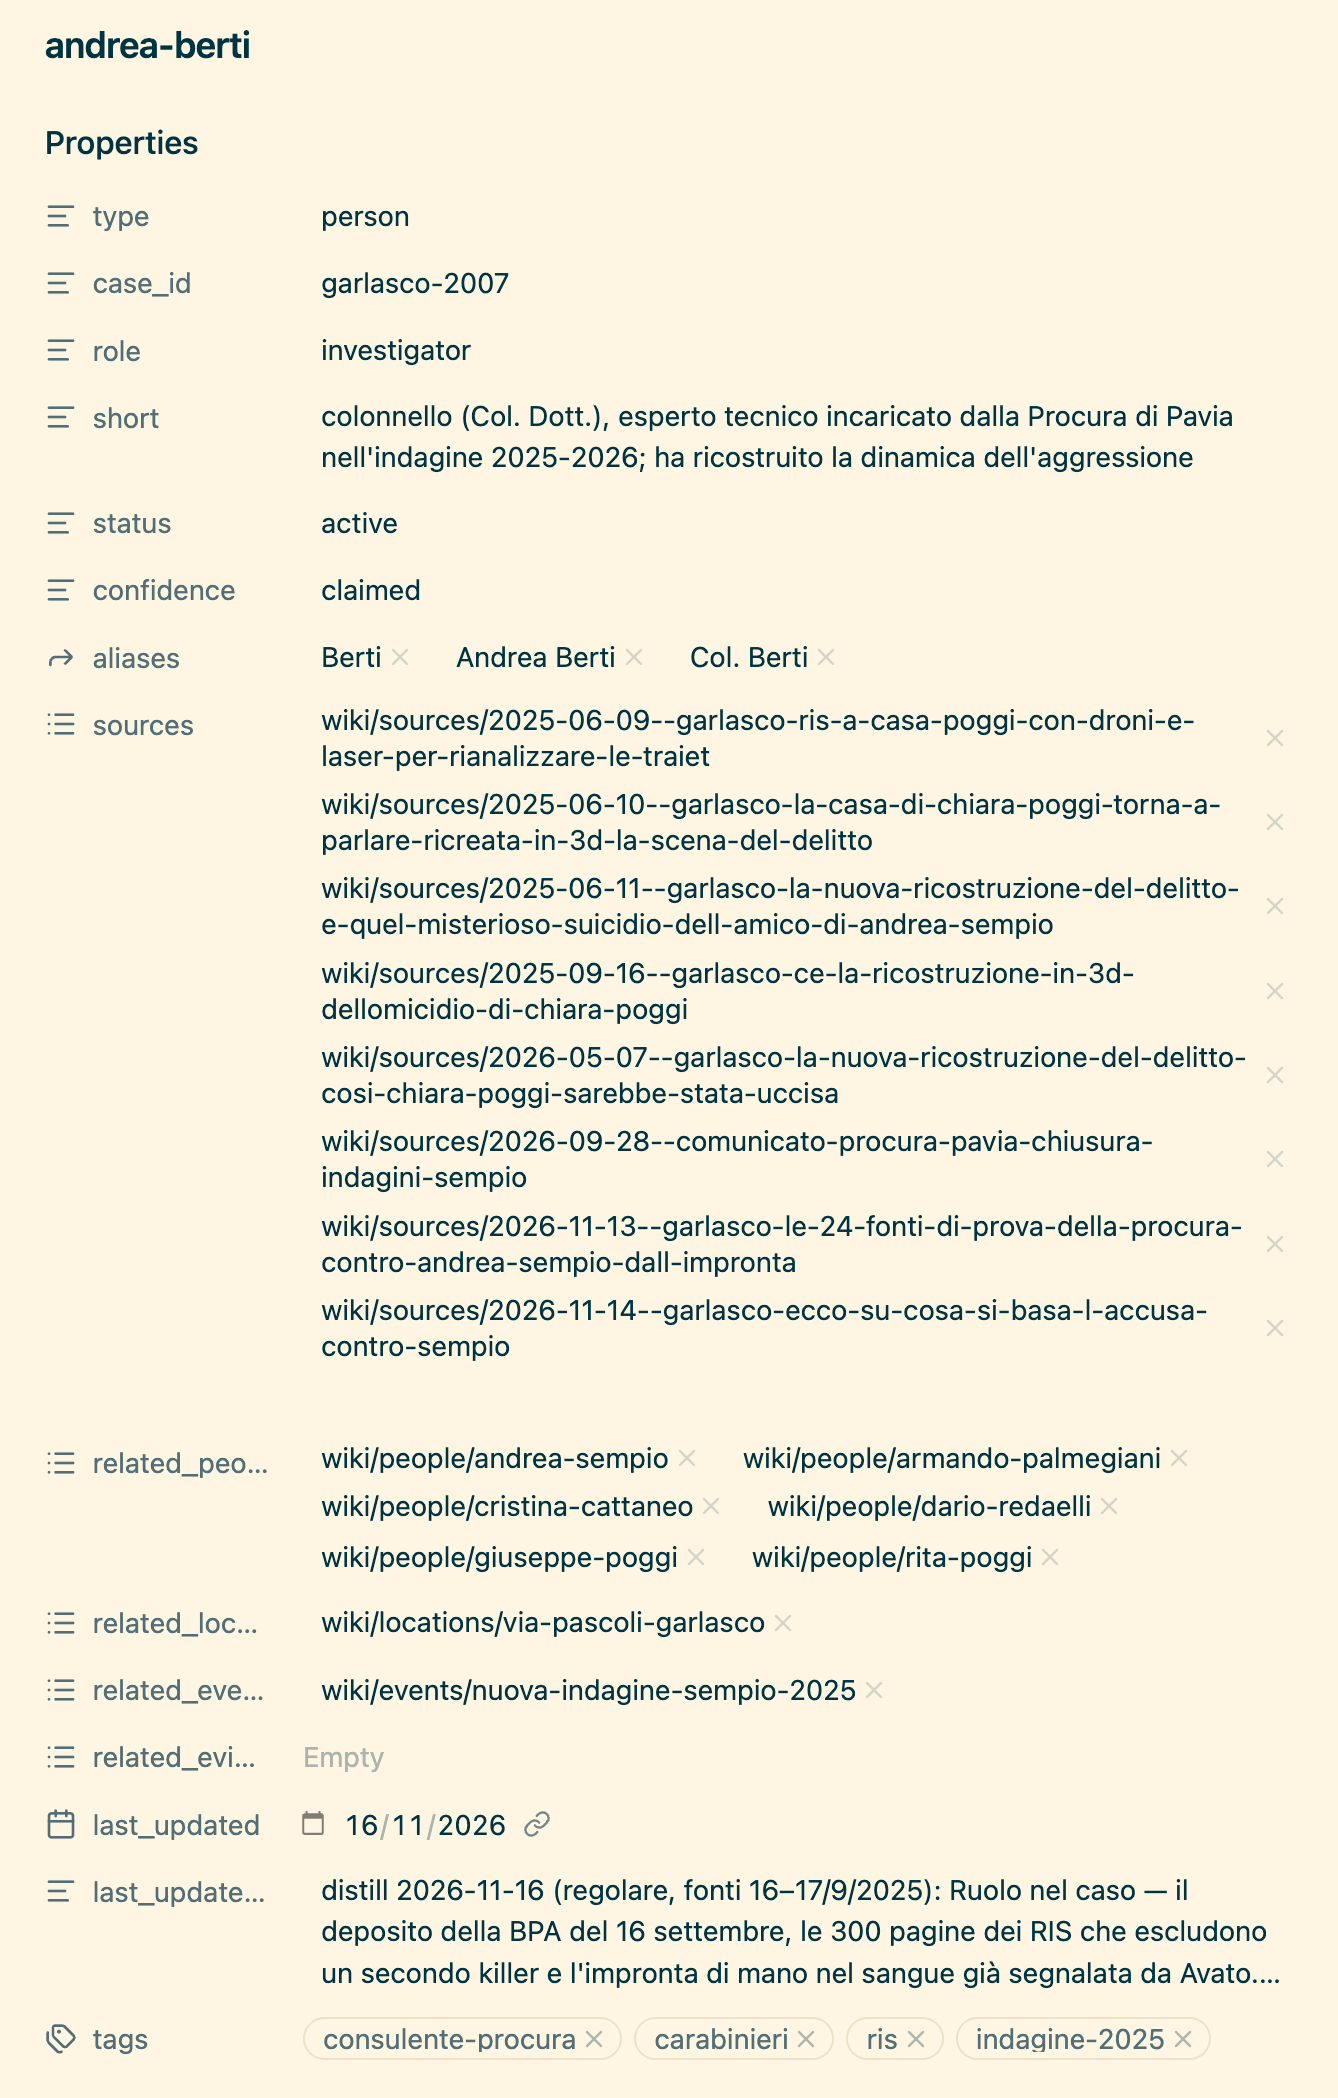 andrea-berti
Properties
type person
case_id garlasco-2007
role investigator
short colonnello (Col. Dott.), esperto tecnico incaricato dalla Procura di Pavia
nell'indagine 2025-2026; ha ricostruito la dinamica dell'aggressione
status active
confidence claimed
aliases Berti Andrea Berti Col. Berti
sources wiki/sources/2025-06-09--garlasco-ris-a-casa-poggi-con-droni-e-
laser-per-rianalizzare-le-traiet
wiki/sources/2025-06-10--garlasco-la-casa-di-chiara-poggi-torna-a-
parlare-ricreata-in-3d-la-scena-del-delitto
wiki/sources/2025-06-11--garlasco-la-nuova-ricostruzione-del-delitto-
e-quel-misterioso-suicidio-dell-amico-di-andrea-sempio
wiki/sources/2025-09-16--garlasco-ce-la-ricostruzione-in-3d-
dellomicidio-di-chiara-poggi
wiki/sources/2026-05-07--garlasco-la-nuova-ricostruzione-del-delitto-
cosi-chiara-poggi-sarebbe-stata-uccisa
wiki/sources/2026-09-28--comunicato-procura-pavia-chiusura-
indagini-sempio
wiki/sources/2026-11-13--garlasco-le-24-fonti-di-prova-della-procura-
contro-andrea-sempio-dall-impronta
wiki/sources/2026-11-14--garlasco-ecco-su-cosa-si-basa-l-accusa-
contro-sempio
related_peo... wiki/people/andrea-sempio wiki/people/armando-palmegiani
wiki/people/cristina-cattaneo wiki/people/dario-redaelli
wiki/people/giuseppe-poggi wiki/people/rita-poggi
related_loc... wiki/locations/via-pascoli-garlasco
related_eve... wiki/events/nuova-indagine-sempio-2025
related_evi... Empty
last_updated 16/11/2026
last_update... distill 2026-11-16 (regolare, fonti 16–17/9/2025): Ruolo nel caso — il
deposito della BPA del 16 settembre, le 300 pagine dei RIS che escludono
un secondo killer e l'impronta di mano nel sangue già segnalata da Avato....
tags consulente-procura carabinieri ris indagine-2025